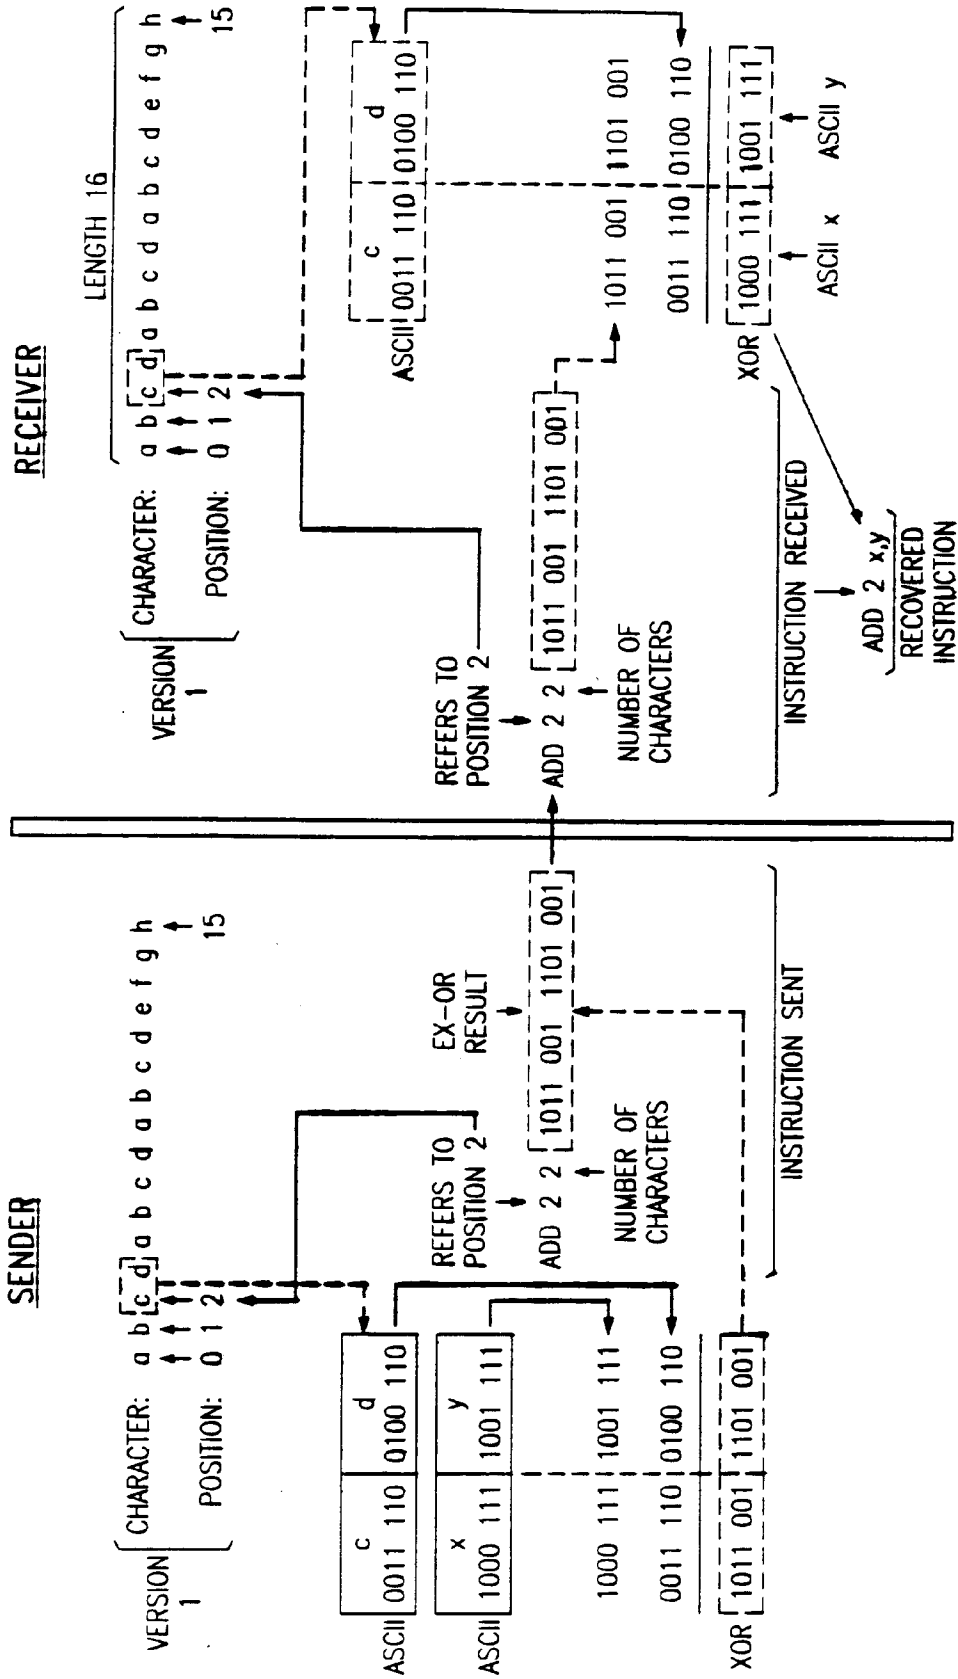 SENDER
VERSION 1
CHARACTER: a b c d a b c d a b c d e f g h
POSITION: 0 1 2 15
ASCII c d
0011 110 0100 110
ASCII x y
1000 111 1001 111
1000 111 1001 111
0011 110 0100 110
XOR 1011 001 1101 001
REFERS TO
POSITION 2
EX-OR
RESULT
ADD 2 2 1011 001 1101 001
NUMBER OF
CHARACTERS
INSTRUCTION SENT
RECEIVER
LENGTH 16
VERSION 1
CHARACTER: a b c d a b c d a b c d e f g h
POSITION: 0 1 2 15
REFERS TO
POSITION 2
ADD 2 2 1011 001 1101 001
NUMBER OF
CHARACTERS
INSTRUCTION RECEIVED
ADD 2 x,y
RECOVERED
INSTRUCTION
ASCII c d
0011 110 0100 110
1011 001 1101 001
0011 110 0100 110
XOR 1000 111 1001 111
ASCII x ASCII y